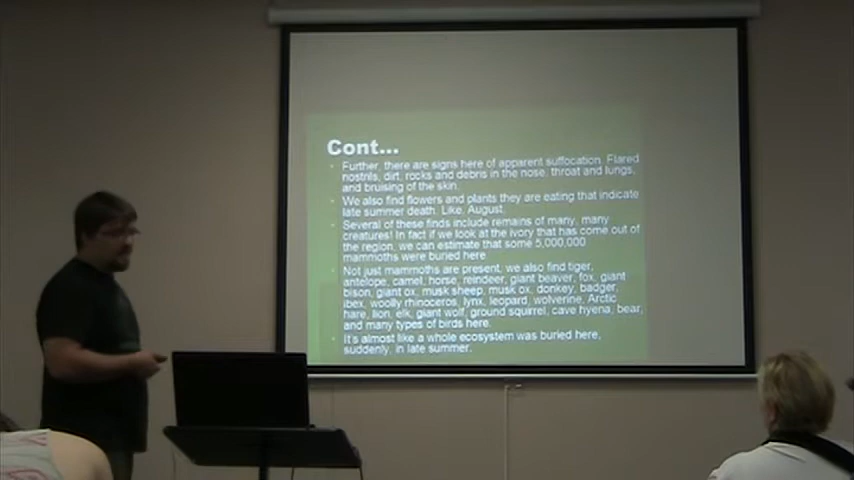 Cont...
Further, there are signs here of apparent suffocation. Flared
nostrils, dirt, rocks and debris in the nose, throat and lungs,
and bruising of the skin.
We also find flowers and plants they are eating that indicate
late summer death. Like, August.
Several of these finds include remains of many, many
creatures! In fact if we look at the ivory that has come out of
the region, we can estimate that some 5,000,000
mammoths were buried here.
Not just mammoths are present, we also find tiger,
antelope, camel, horse, reindeer, giant beaver, fox, giant
bison, giant ox, musk sheep, musk ox, donkey, badger,
ibex, woolly rhinoceros, lynx, leopard, wolverine, Arctic
hare, lion, elk, giant wolf, ground squirrel, cave hyena, bear,
and many types of birds here.
It's almost like a whole ecosystem was buried here,
suddenly, in late summer.